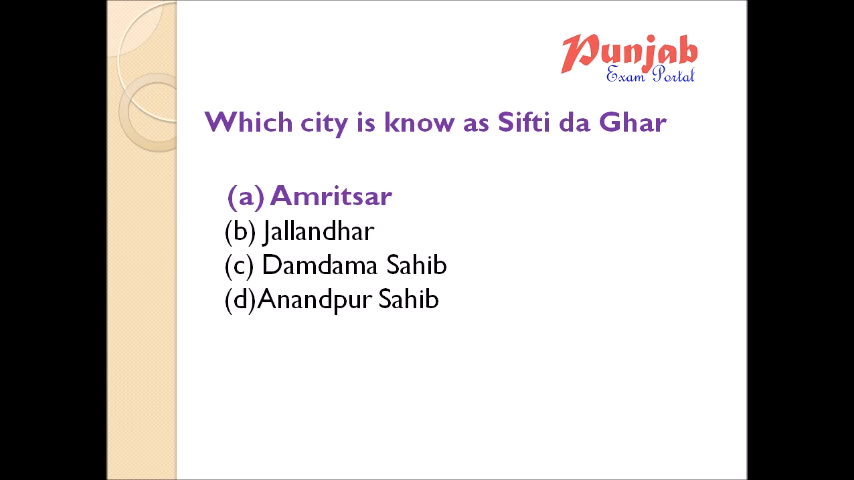 Punjab
Exam Portal
Which city is know as Sifti da Ghar
(a) Amritsar
(b) Jallandhar
(c) Damdama Sahib
(d)Anandpur Sahib